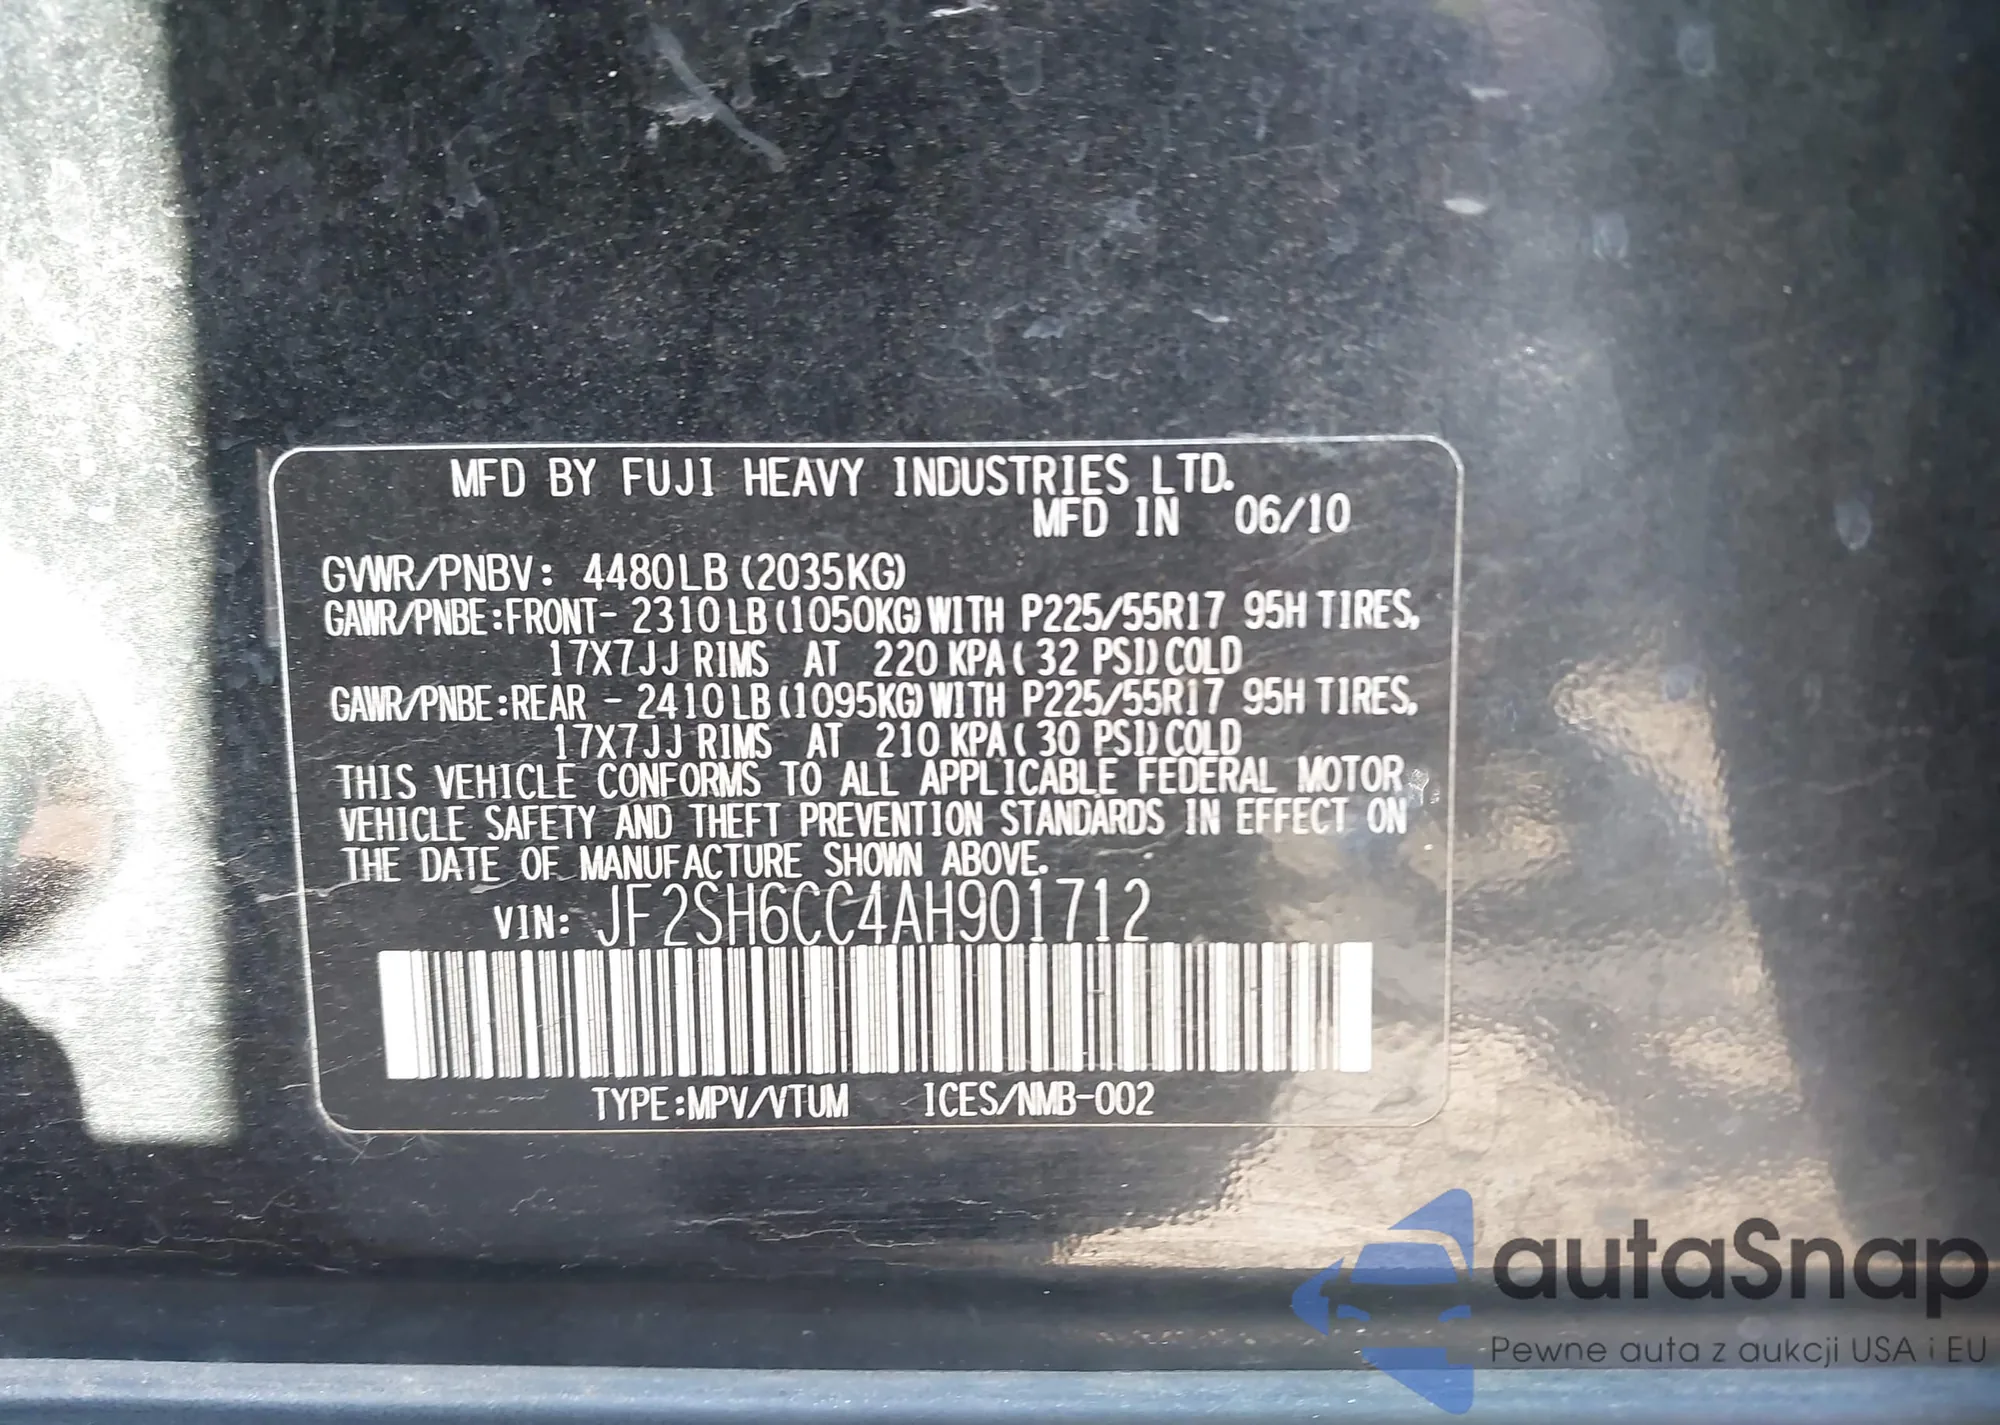 MFD BY FUJI HEAVY INDUSTRIES LTD.
MFD IN 06/10
GVWR/PNBV: 4480LB (2035KG)
GAWR/PNBE:FRONT- 2310LB (1050KG) WITH P225/55R17 95H TIRES,
17X7JJ RIMS AT 220 KPA ( 32 PSI) COLD
GAWR/PNBE:REAR - 2410LB (1095KG) WITH P225/55R17 95H TIRES,
17X7JJ RIMS AT 210 KPA ( 30 PSI) COLD
THIS VEHICLE CONFORMS TO ALL APPLICABLE FEDERAL MOTOR
VEHICLE SAFETY AND THEFT PREVENTION STANDARDS IN EFFECT ON
THE DATE OF MANUFACTURE SHOWN ABOVE.
VIN: JF2SH6CC4AH901712
TYPE:MPV/VTUM ICES/NMB-002
autaSnap
Pewne auta z aukcji USA i EU